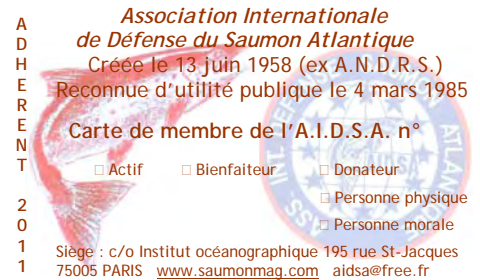 ADHERENT 2011
Association Internationale
de Défense du Saumon Atlantique
Créée le 13 juin 1958 (ex A.N.D.R.S.)
Reconnue d'utilité publique le 4 mars 1985
Carte de membre de l'A.I.D.S.A. n°
□ Actif □ Bienfaiteur □ Donateur
□ Personne physique
□ Personne morale
Siège : c/o Institut océanographique 195 rue St-Jacques
75005 PARIS www.saumonmag.com aidsa@free.fr